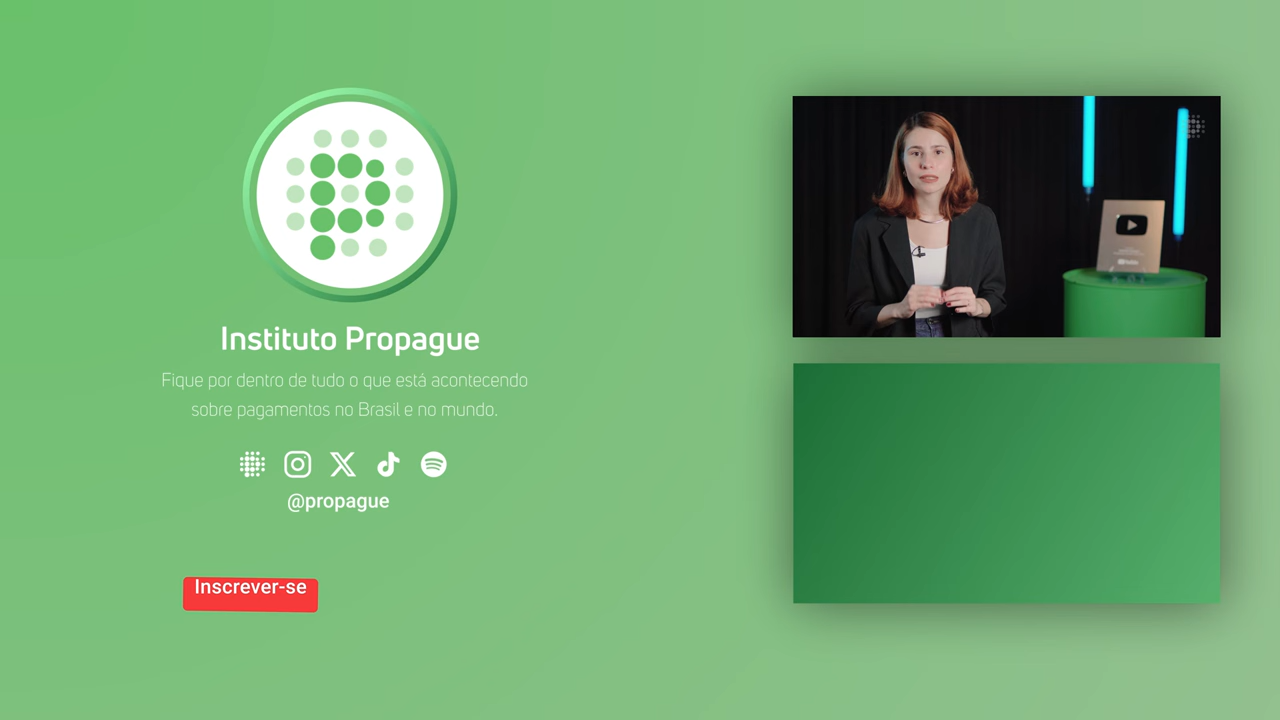 Instituto Propague
Fique por dentro de tudo o que está acontecendo
sobre pagamentos no Brasil e no mundo.
@propague
Inscrever-se